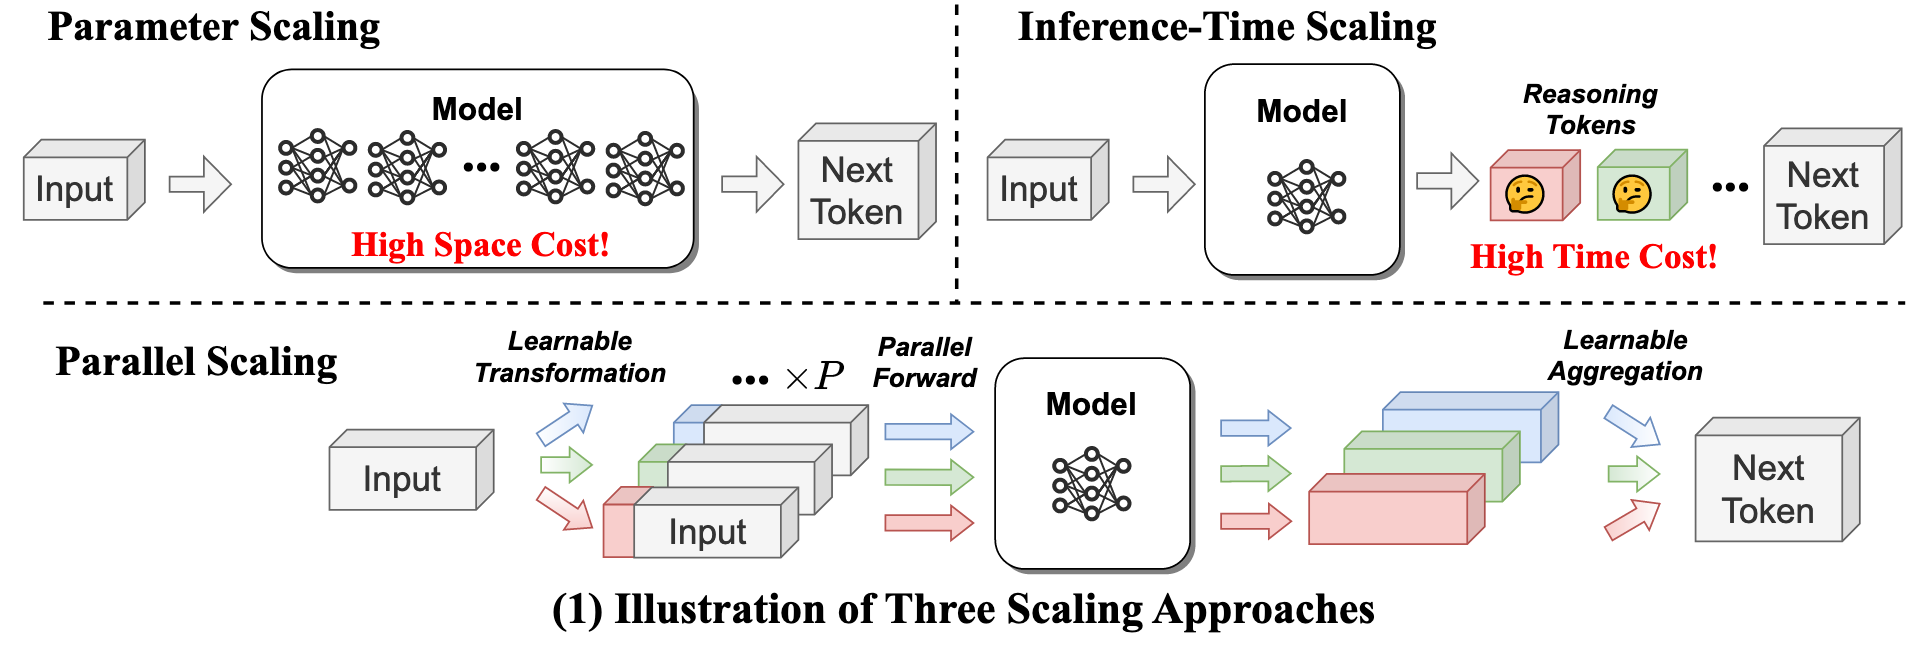 Parameter Scaling
Model
Input
•••
Next
Token
High Space Cost!
Inference-Time Scaling
Model
Input
Reasoning
Tokens
•••
Next
Token
High Time Cost!
Parallel Scaling
Learnable
Transformation
••• ×P
Parallel
Forward
Input
Input
Model
Learnable
Aggregation
Next
Token
(1) Illustration of Three Scaling Approaches